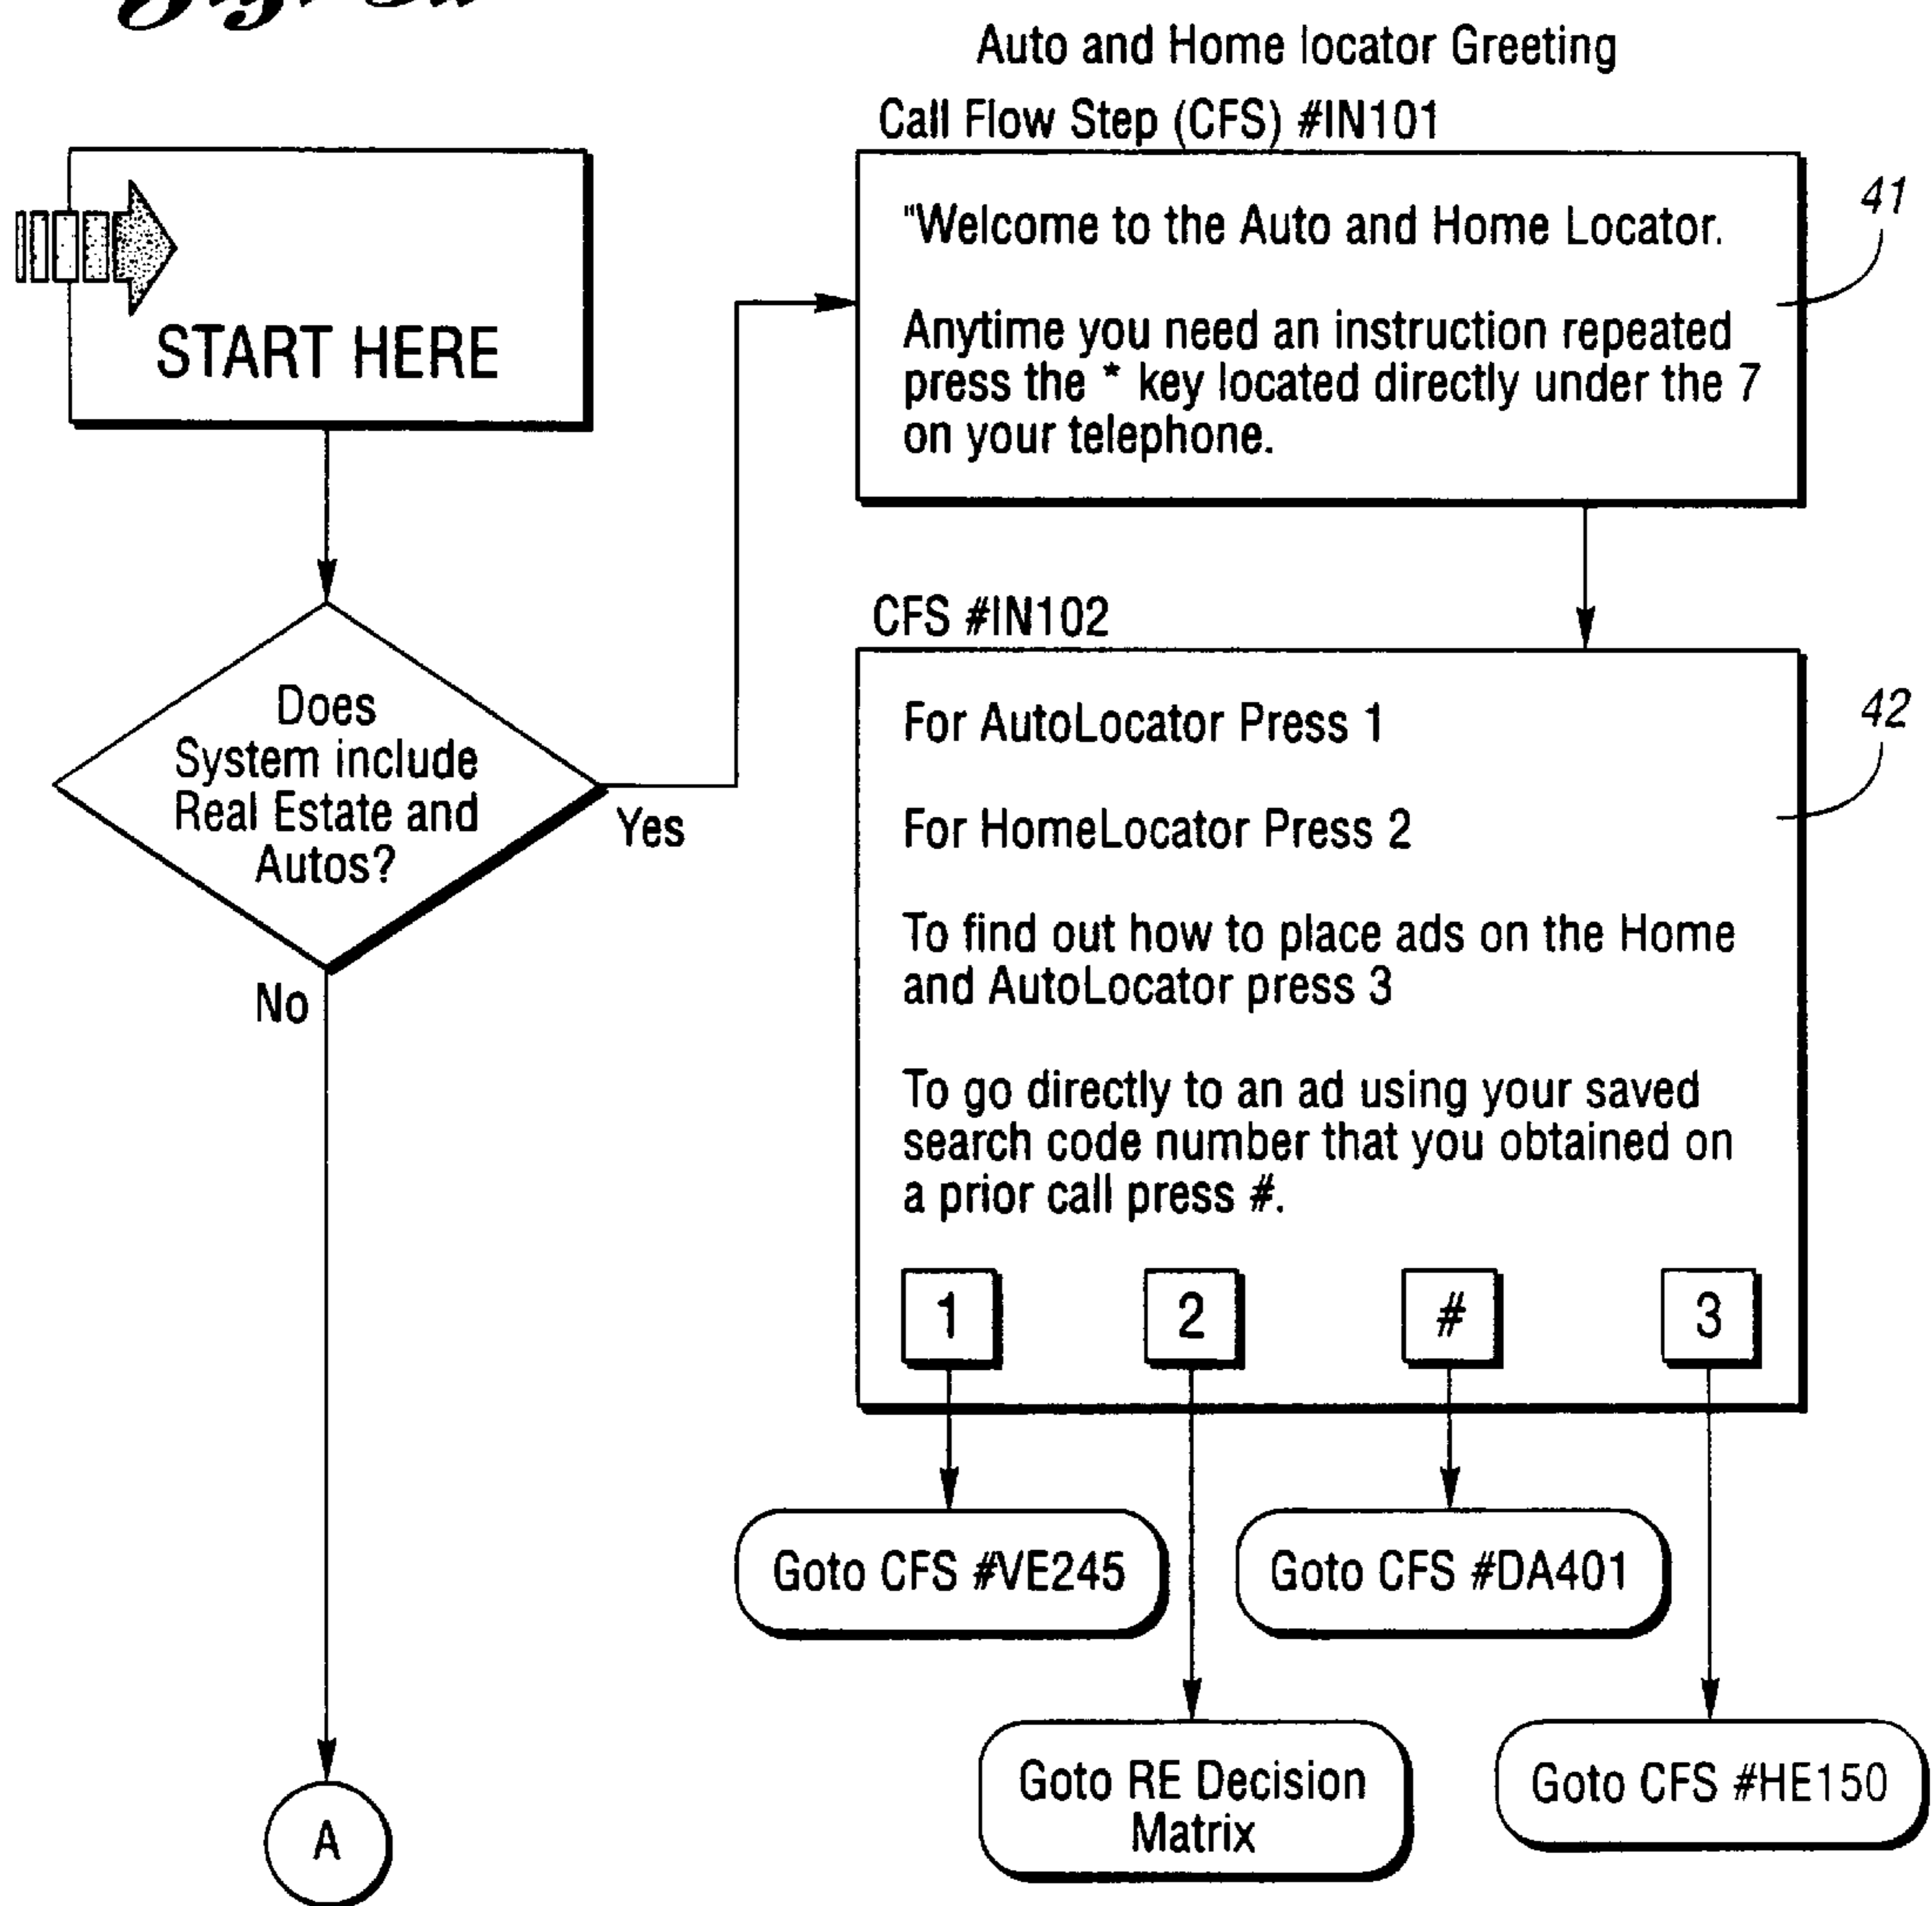 Auto and Home locator Greeting
Call Flow Step (CFS) #IN101
START HERE
"Welcome to the Auto and Home Locator.
Anytime you need an instruction repeated
press the * key located directly under the 7
on your telephone.
41
Does
System include
Real Estate and
Autos?
Yes
No
CFS #IN102
For AutoLocator Press 1
For HomeLocator Press 2
To find out how to place ads on the Home
and AutoLocator press 3
To go directly to an ad using your saved
search code number that you obtained on
a prior call press #.
42
1 2 # 3
Goto CFS #VE245
Goto CFS #DA401
Goto RE Decision
Matrix
Goto CFS #HE150
A